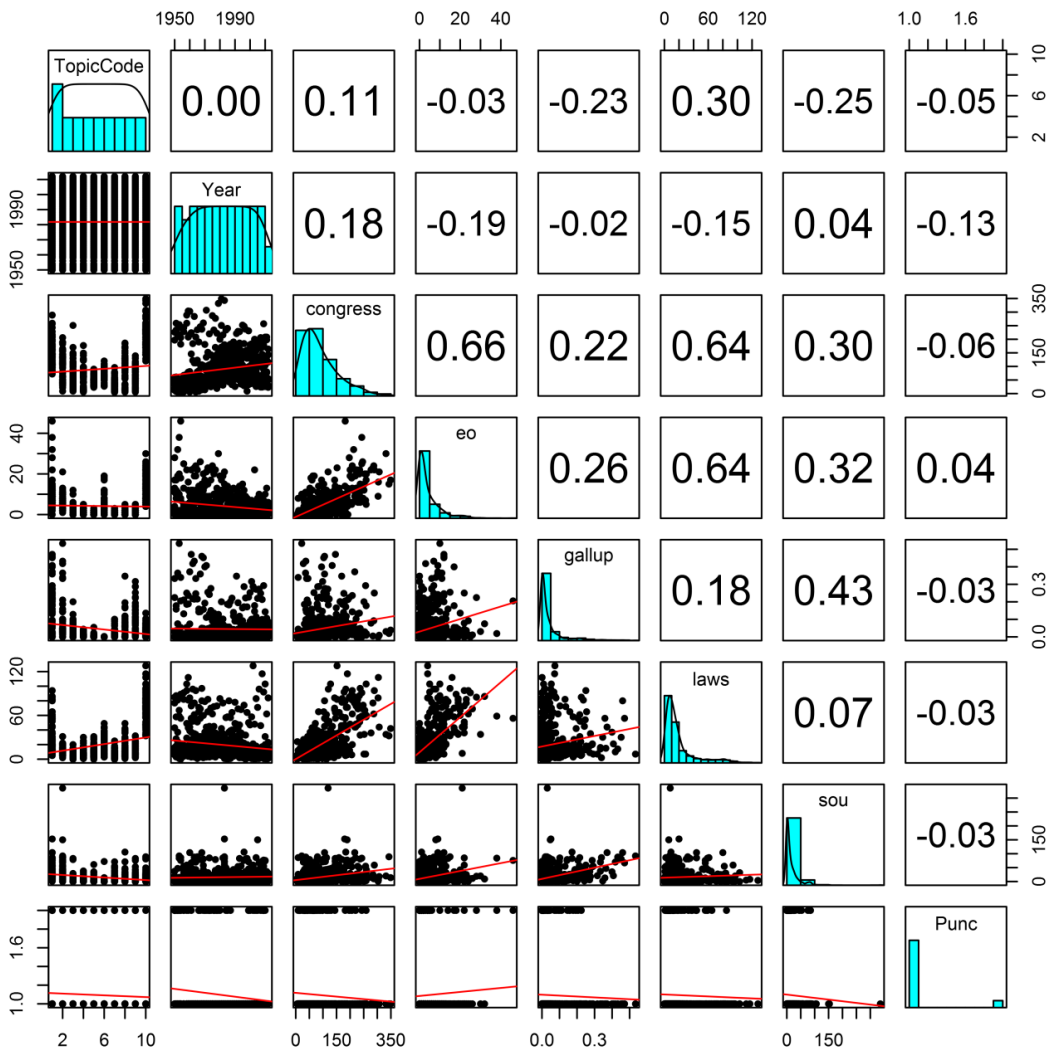 1950 1990 0 20 40 0 60 120 1.0 1.6
TopicCode 0.00 0.11 -0.03 -0.23 0.30 -0.25 -0.05 2 6 10
1950 1990 Year 0.18 -0.19 -0.02 -0.15 0.04 -0.13
congress 0.66 0.22 0.64 0.30 -0.06 0 150 350
0 20 40 eo 0.26 0.64 0.32 0.04
gallup 0.18 0.43 -0.03 0.0 0.3
0 60 120 laws 0.07 -0.03
sou -0.03 0 150
1.0 1.6 Punc
2 6 10 0 150 350 0.0 0.3 0 150